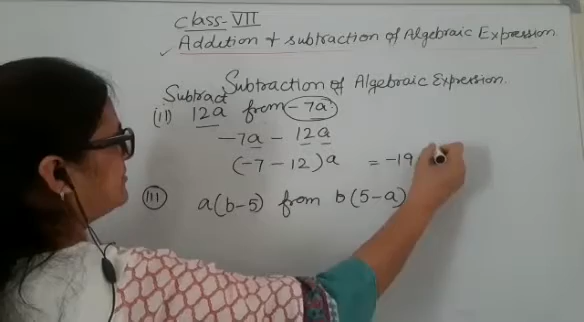 Class-VII
Addition + subtraction of Algebraic Expression
Subtraction of Algebraic Expression.
Subtract
(ii) 12a from -7a.
-7a - 12a
(-7-12)a = -19
(iii) a(b-5) from b(5-a)